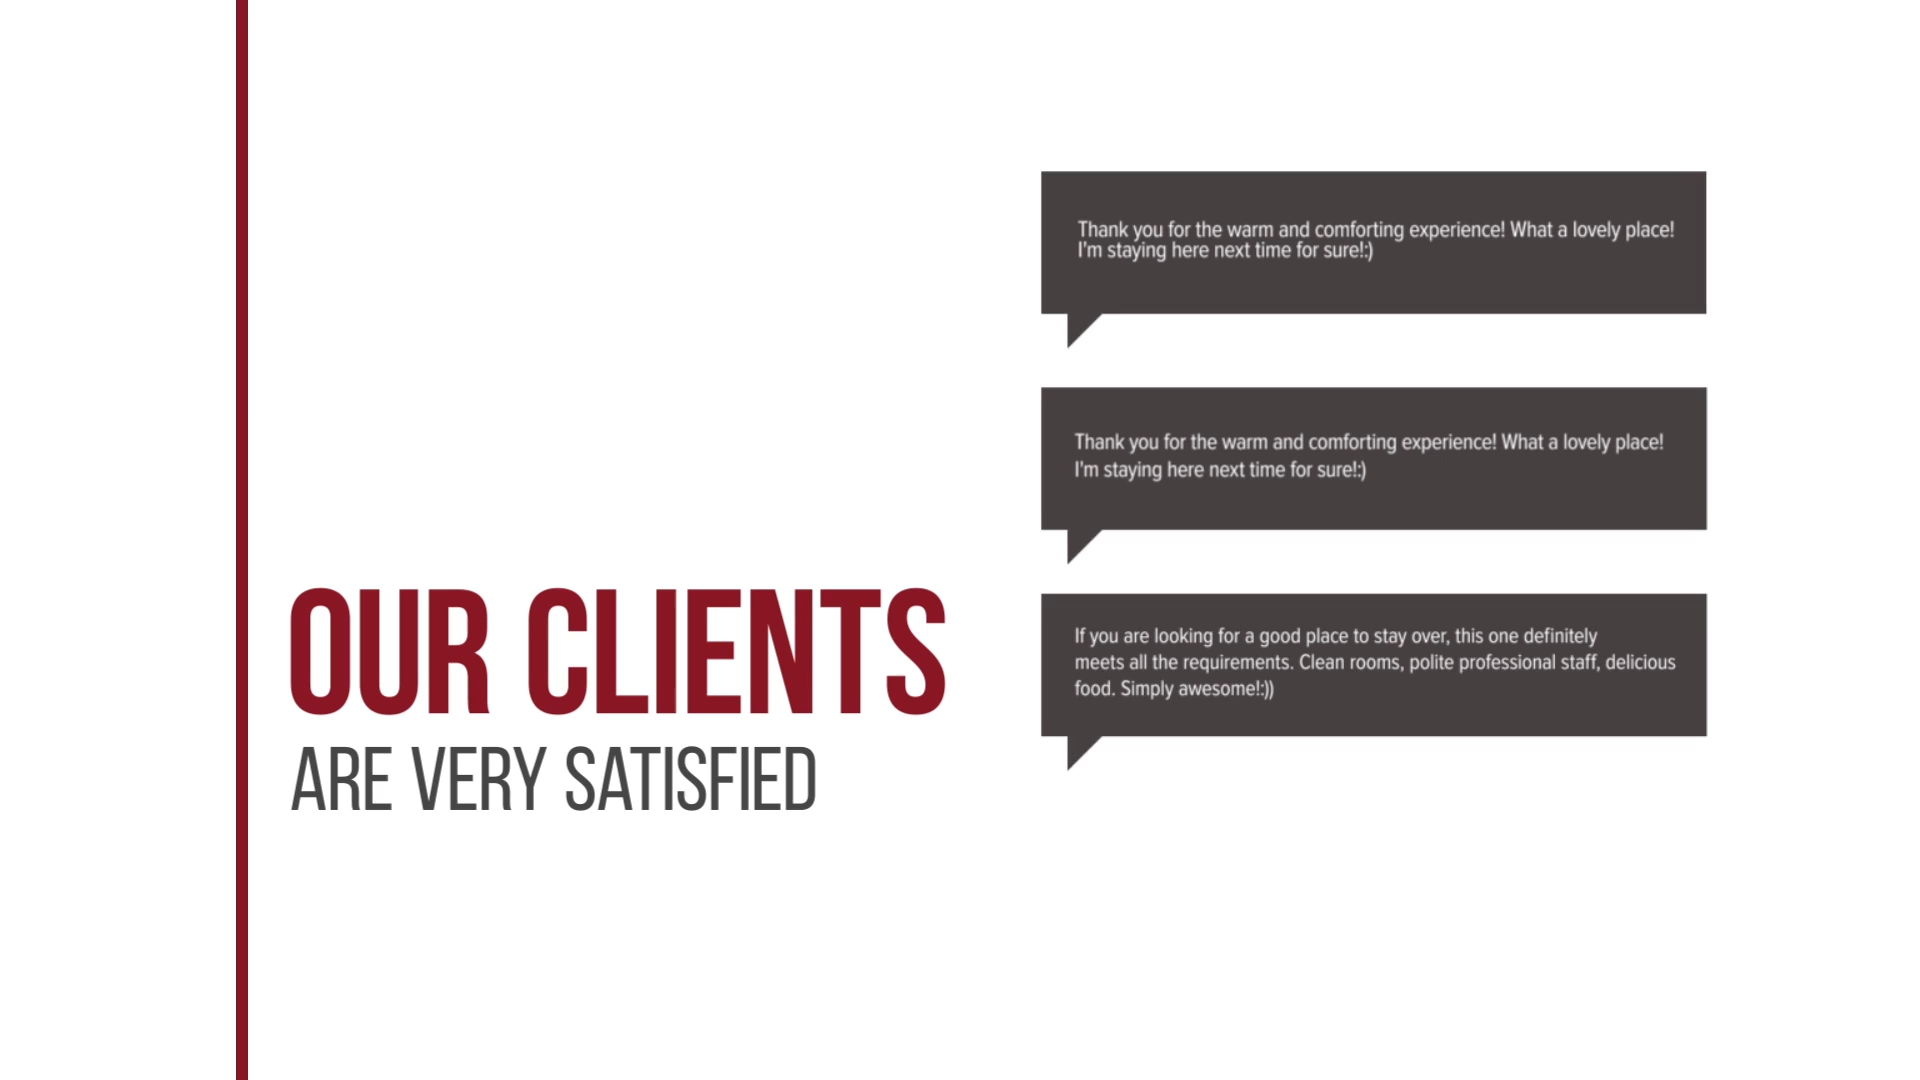 OUR CLIENTS
ARE VERY SATISFIED
Thank you for the warm and comforting experience! What a lovely place!
I'm staying here next time for sure!:)
Thank you for the warm and comforting experience! What a lovely place!
I'm staying here next time for sure!:)
If you are looking for a good place to stay over, this one definitely
meets all the requirements. Clean rooms, polite professional staff, delicious
food. Simply awesome!:))